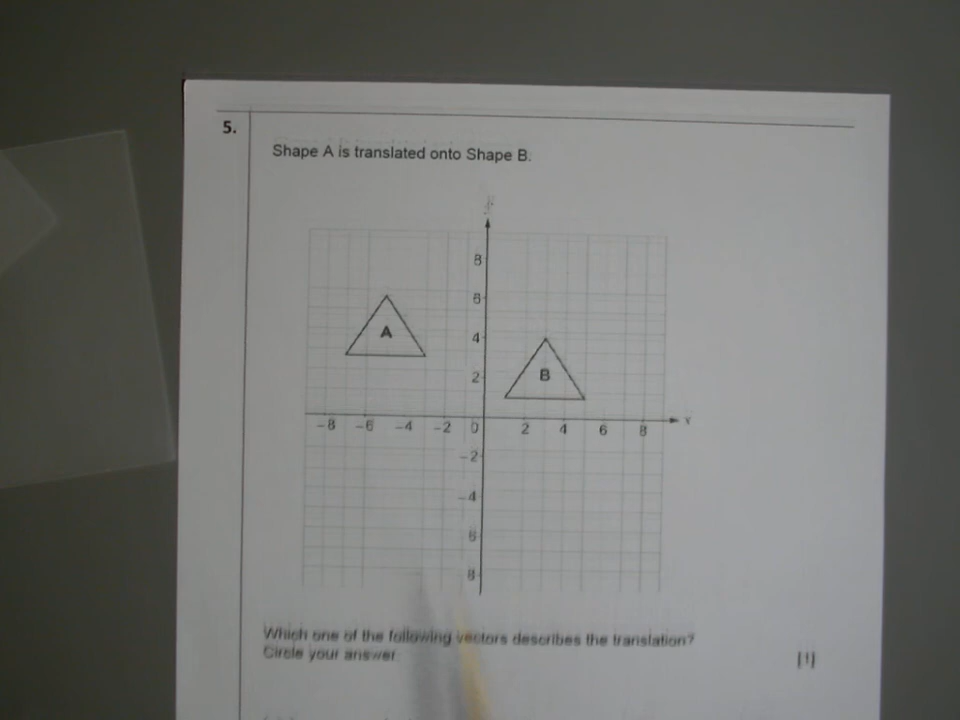 5.
Shape A is translated onto Shape B.
8
6
A
4
B
2
-8 -6 -4 -2 0 2 4 6 8 x
-2
-4
6
8
Which one of the following vectors describes the translation?
Circle your answer.
[1]